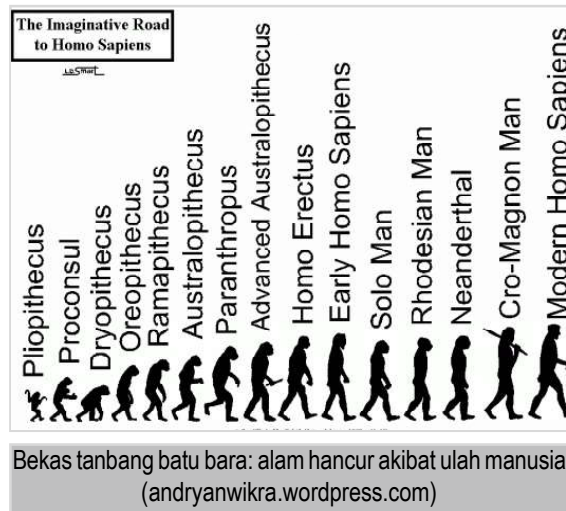 The Imaginative Road
to Homo Sapiens
Pliopithecus
Proconsul
Dryopithecus
Oreopithecus
Ramapithecus
Australopithecus
Paranthropus
Advanced Australopithecus
Homo Erectus
Early Homo Sapiens
Solo Man
Rhodesian Man
Neanderthal
Cro-Magnon Man
Modern Homo Sapiens
Bekas tanbang batu bara: alam hancur akibat ulah manusia
(andryanwikra.wordpress.com)